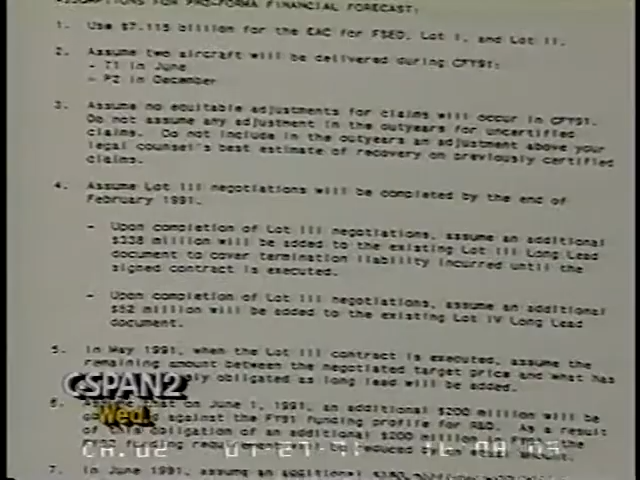 ASSUMPTIONS FOR PRO-FORMA FINANCIAL FORECAST:
1. Use $7.115 billion for the EAC for FSED, Lot I, and Lot II.
2. Assume two aircraft will be delivered during CFY91:
- T1 in June
- P2 in December
3. Assume no equitable adjustments for claims will occur in CFY91.
Do not assume any adjustment in the outyears for uncertified
claims. Do not include in the outyears an adjustment above your
legal counsel's best estimate of recovery on previously certified
claims.
4. Assume Lot III negotiations will be completed by the end of
February 1991.
- Upon completion of Lot III negotiations, assume an additional
$338 million will be added to the existing Lot III Long Lead
document to cover termination liability incurred until the
signed contract is executed.
- Upon completion of Lot III negotiations, assume an additional
$52 million will be added to the existing Lot IV Long Lead
document.
5. In May 1991, when the Lot III contract is executed, assume the
remaining amount between the negotiated target price and what has
obligated as long lead will be added.
CSPAN2
Wed.
6. Assume that on June 1, 1991, an additional $200 million will be
against the FY91 funding profile for R&D. As a result
of this obligation of an additional $200 million in the
funding be reduced
CH.02
7. In June 1991, assume an additional